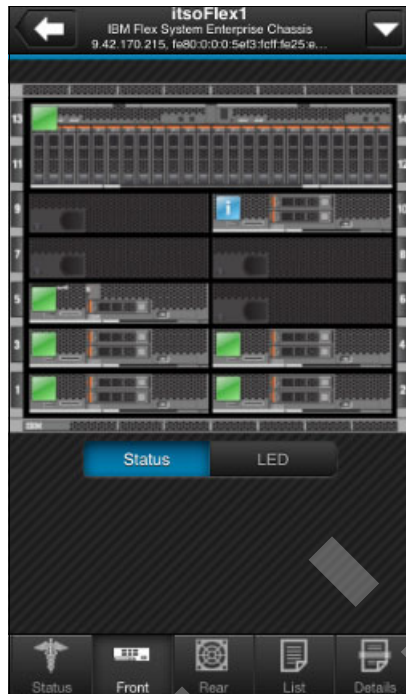 itsoFlex1
IBM Flex System Enterprise Chassis
9.42.170.215, fe80:0:0:0:5ef3:fcff:fe25:e...
13
14
11
12
9
i
10
7
8
5
6
3
4
1
2
IBM
Status
LED
Status
Front
Rear
List
Details